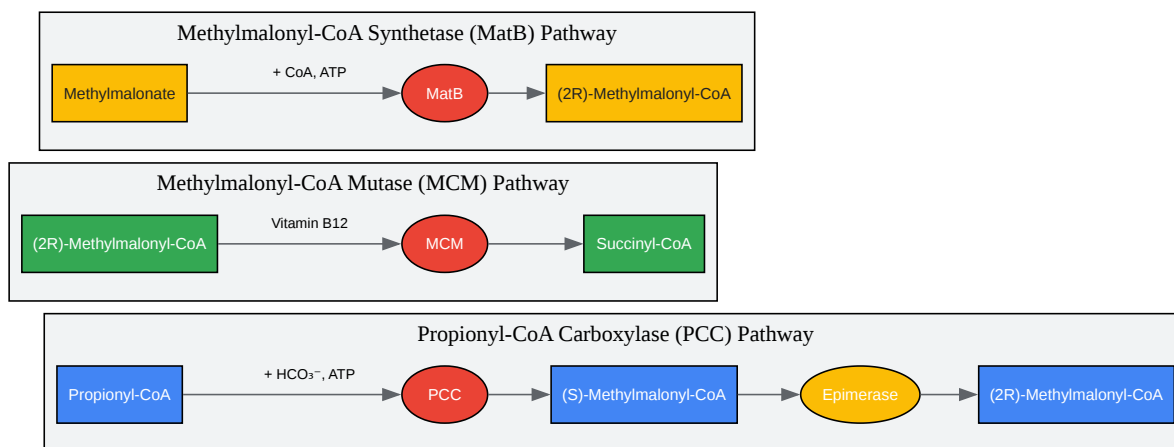 Methylmalonyl-CoA Synthetase (MatB) Pathway
+ CoA, ATP
Methylmalonate
MatB
(2R)-Methylmalonyl-CoA
Methylmalonyl-CoA Mutase (MCM) Pathway
Vitamin B12
(2R)-Methylmalonyl-CoA
MCM
Succinyl-CoA
Propionyl-CoA Carboxylase (PCC) Pathway
+ HCO₃⁻, ATP
Propionyl-CoA
PCC
(S)-Methylmalonyl-CoA
Epimerase
(2R)-Methylmalonyl-CoA